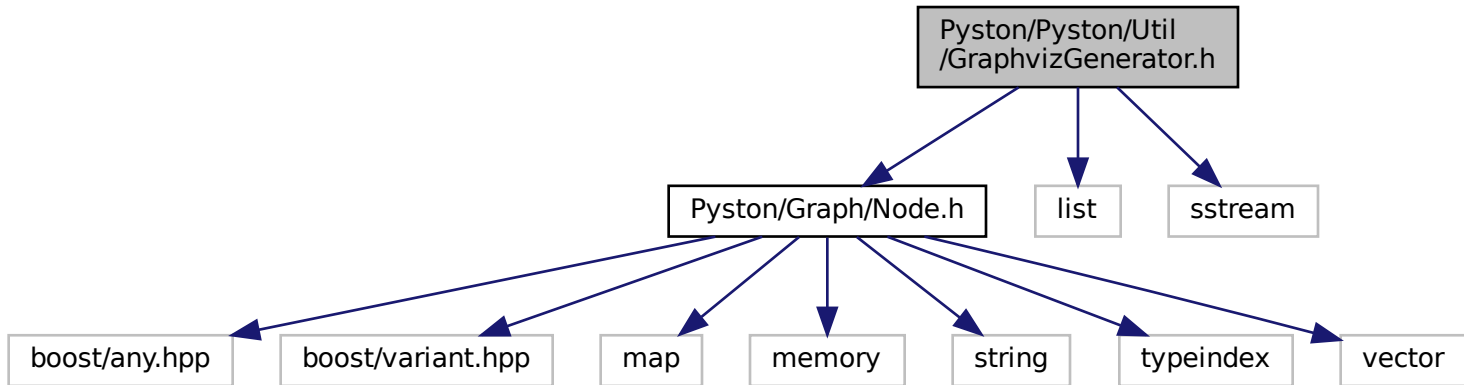 Pyston/Pyston/Util
/GraphvizGenerator.h
Pyston/Graph/Node.h
list
sstream
boost/any.hpp
boost/variant.hpp
map
memory
string
typeindex
vector